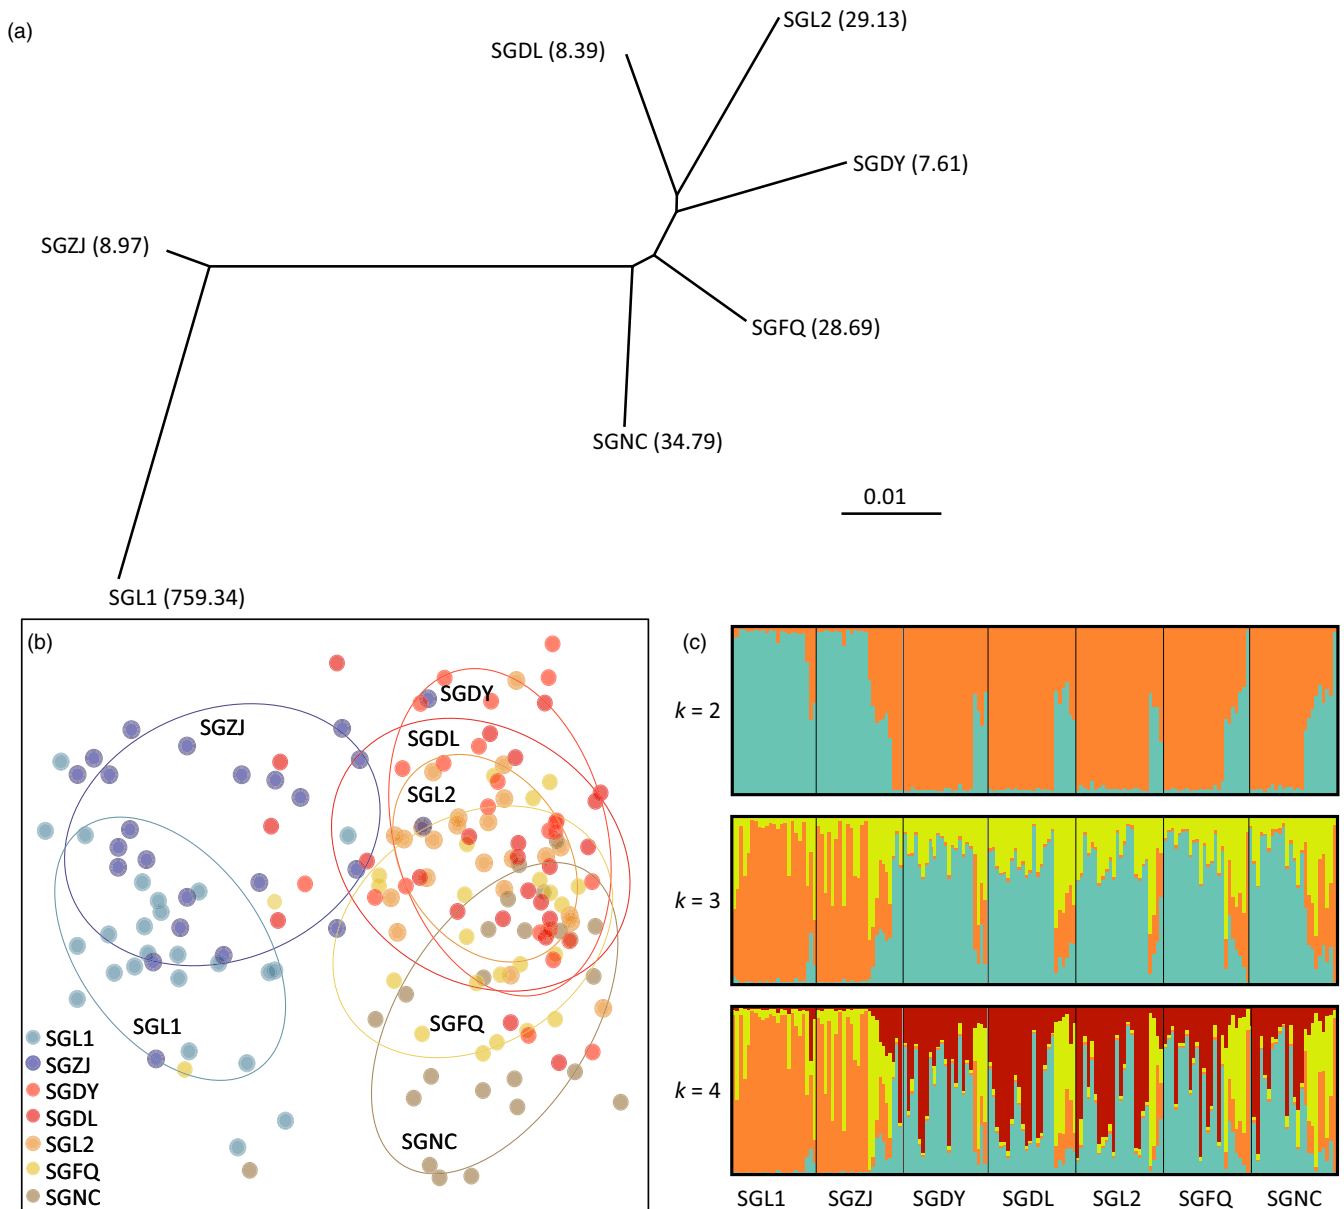 (a)
SGL2 (29.13)
SGDL (8.39)
SGDY (7.61)
SGZJ (8.97)
SGFQ (28.69)
SGNC (34.79)
0.01
SGL1 (759.34)
(b)
SGDY
SGZJ
SGDL
SGL2
SGL1
SGFQ
SGNC
SGL1
SGZJ
SGDY
SGDL
SGL2
SGFQ
SGNC
(c)
k = 2
k = 3
k = 4
SGL1 SGZJ SGDY SGDL SGL2 SGFQ SGNC